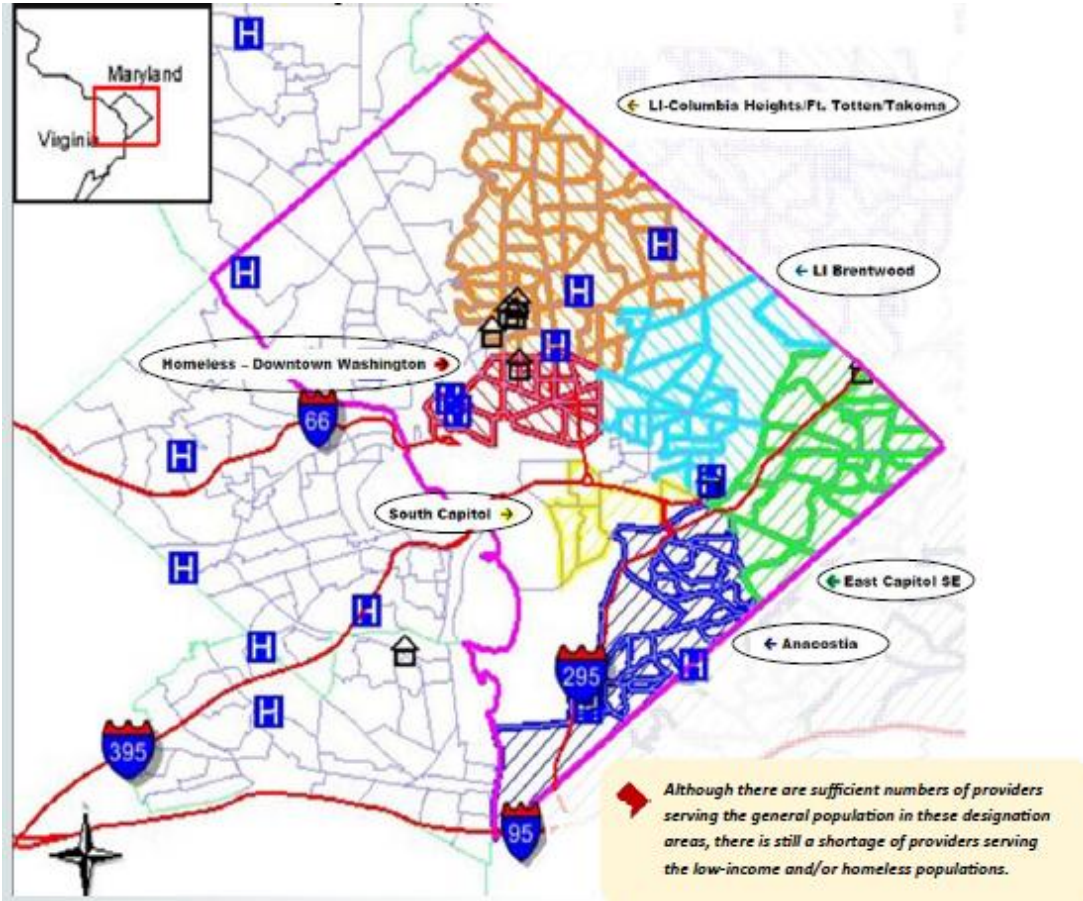 H
Maryland
Virginia
← LI-Columbia Heights/Ft. Totten/Takoma
H
H
← LI Brentwood
H
H
H
Homeless – Downtown Washington →
66
H
H
South Capitol →
H
← East Capitol SE
H
H
← Anacostia
H
295
H
H
395
95
Although there are sufficient numbers of providers
serving the general population in these designation
areas, there is still a shortage of providers serving
the low-income and/or homeless populations.